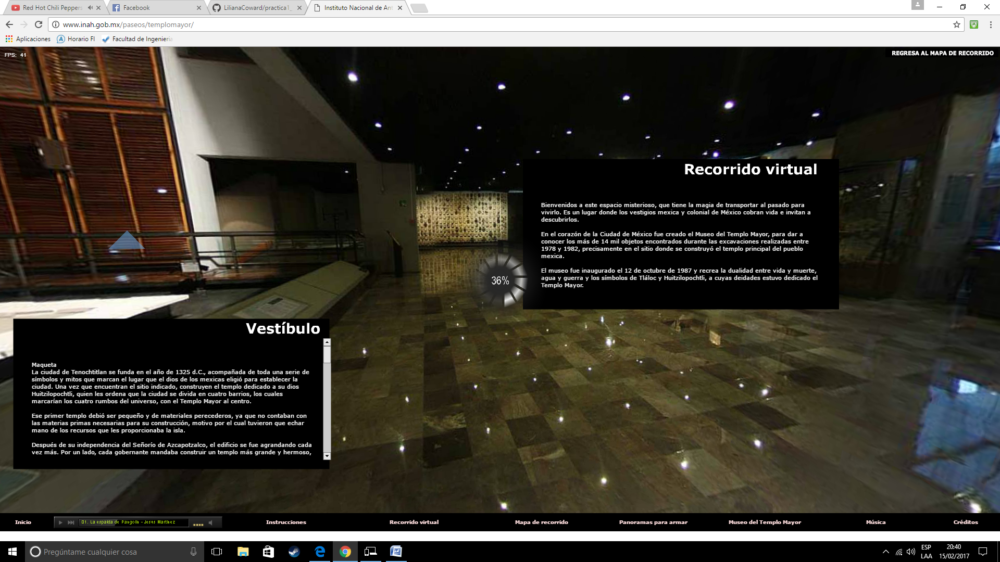 Red Hot Chili Peppers
Facebook
LilianaCoward/practica1_
Instituto Nacional de Ant
www.inah.gob.mx/paseos/templomayor/
Aplicaciones
Horario FI
Facultad de Ingenieria
FPS: 41
REGRESA AL MAPA DE RECORRIDO
Recorrido virtual
Bienvenidos a este espacio misterioso, que tiene la magia de transportar al pasado para
vivirlo. Es un lugar donde los vestigios mexica y colonial de México cobran vida e invitan a
descubrirlos.
En el corazón de la Ciudad de México fue creado el Museo del Templo Mayor, para dar a
conocer los más de 14 mil objetos encontrados durante las excavaciones realizadas entre
1978 y 1982, precisamente en el sitio donde se construyó el templo principal del pueblo
mexica.
El museo fue inaugurado el 12 de octubre de 1987 y recrea la dualidad entre vida y muerte,
agua y guerra y los símbolos de Tláloc y Huitzilopochtli, a cuyas deidades estuvo dedicado el
Templo Mayor.
36%
Vestíbulo
Maqueta
La ciudad de Tenochtitlan se funda en el año de 1325 d.C., acompañada de toda una serie de
símbolos y mitos que marcan el lugar que el dios de los mexicas eligió para establecer la
ciudad. Una vez que encuentran el sitio indicado, construyen el templo dedicado a su dios
Huitzilopochtli, quien les ordena que la ciudad se divida en cuatro barrios, los cuales
marcarían los cuatro rumbos del universo, con el Templo Mayor al centro.
Ese primer templo debió ser pequeño y de materiales perecederos, ya que no contaban con
las materias primas necesarias para su construcción, motivo por el cual tuvieron que echar
mano de los recursos que les proporcionaba la isla.
Después de su independencia del Señorío de Azcapotzalco, el edificio se fue agrandando cada
vez más. Por un lado, cada gobernante mandaba construir un templo más grande y hermoso,
Inicio
01. La espalda de Pangolin - Jesus Martinez
Instrucciones
Recorrido virtual
Mapa de recorrido
Panoramas para armar
Museo del Templo Mayor
Música
Créditos
Pregúntame cualquier cosa
ESP
LAA
20:40
15/02/2017